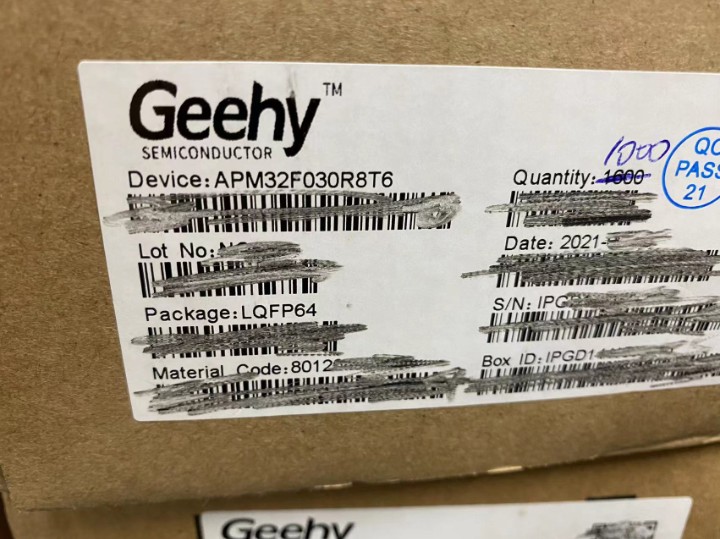 Geehy™
SEMICONDUCTOR
Device: APM32F030R8T6
Lot No:
Package: LQFP64
Material Code: 8012
1000
Quantity: 1600
Date: 2021-
S/N: IPG
Box ID: IPGD1
QC
PASS
21
Geehy